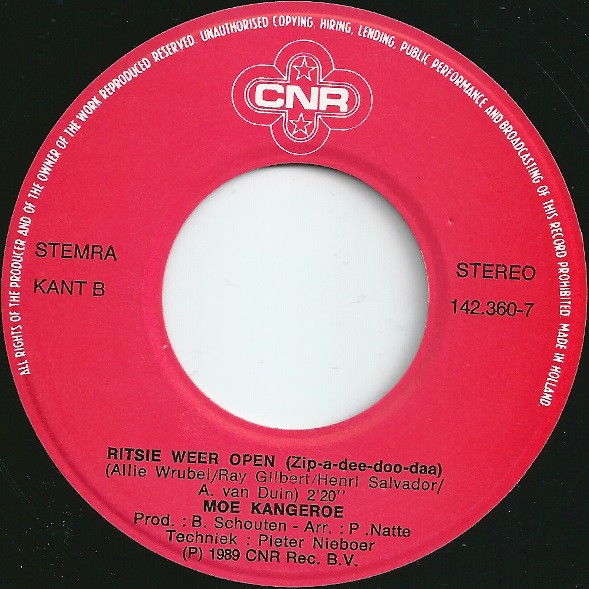 ALL RIGHTS OF THE PRODUCER AND OF THE OWNER OF THE WORK REPRODUCED RESERVED. UNAUTHORISED COPYING, HIRING, LENDING, PUBLIC PERFORMANCE AND BROADCASTING OF THIS RECORD PROHIBITED. MADE IN HOLLAND.
CNR
STEMRA
KANT B
STEREO
142.360-7
RITSIE WEER OPEN (Zip-a-dee-doo-daa)
(Allie Wrubel/Ray Gilbert/Henri Salvador/
A. van Duin) 2'20''
MOE KANGEROE
Prod. : B. Schouten - Arr. : P .Natte
Techniek : Pieter Nieboer
(P) 1989 CNR Rec. B.V.